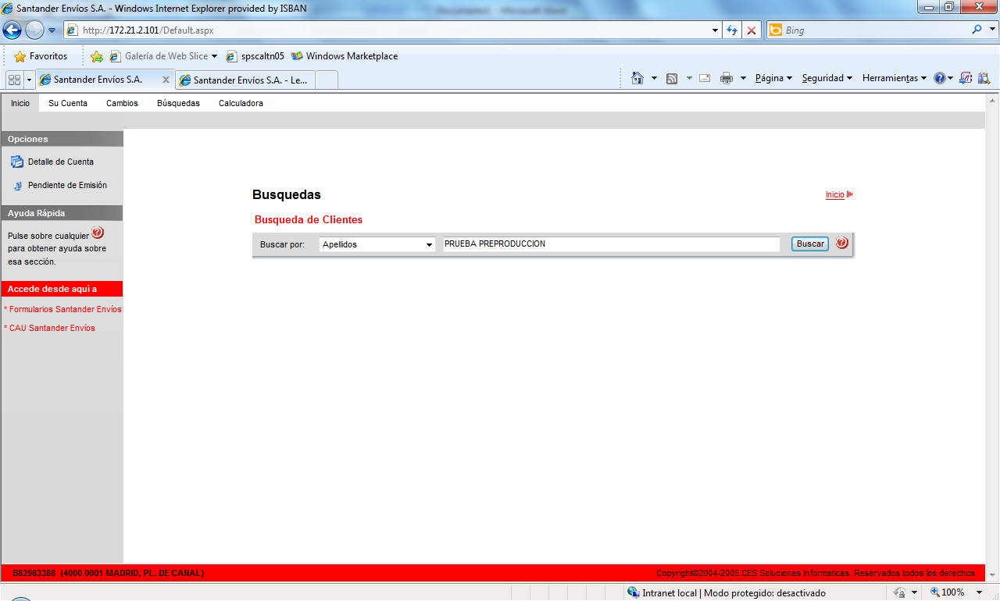 Santander Envíos S.A. - Windows Internet Explorer provided by ISBAN
http://172.21.2.101/Default.aspx
Bing
Favoritos Galería de Web Slice spscaltn05 Windows Marketplace
Santander Envíos S.A. Santander Envíos S.A. - Le... Página Seguridad Herramientas
Inicio Su Cuenta Cambios Búsquedas Calculadora
Opciones
Detalle de Cuenta
Pendiente de Emisión
Ayuda Rápida
Pulse sobre cualquier
para obtener ayuda sobre
esa sección.
Accede desde aquí a
* Formularios Santander Envíos
* CAU Santander Envíos
Busquedas Inicio
Busqueda de Clientes
Buscar por: Apellidos PRUEBA PREPRODUCCION Buscar
B82983388 (4000 0001 MADRID, PL. DE CANAL) Copyright©2004-2005.CES Soluciones Informaticas. Reservados todos los derechos.
Intranet local | Modo protegido: desactivado 100%